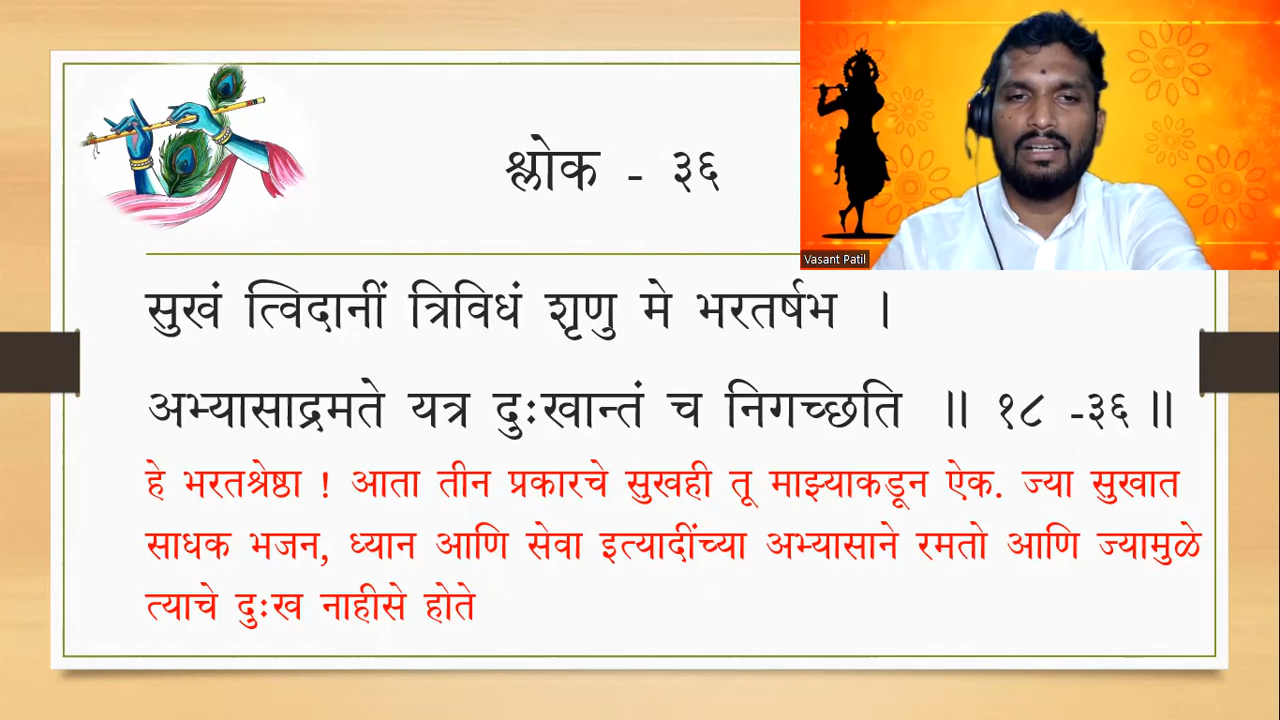 श्लोक - ३६
Vasant Patil
सुखं त्विदानीं त्रिविधं शृणु मे भरतर्षभ ।
अभ्यासाद्रमते यत्र दुःखान्तं च निगच्छति ॥ १८ -३६ ॥
हे भरतश्रेष्ठा ! आता तीन प्रकारचे सुखही तू माझ्याकडून ऐक. ज्या सुखात
साधक भजन, ध्यान आणि सेवा इत्यादींच्या अभ्यासाने रमतो आणि ज्यामुळे
त्याचे दुःख नाहीसे होते